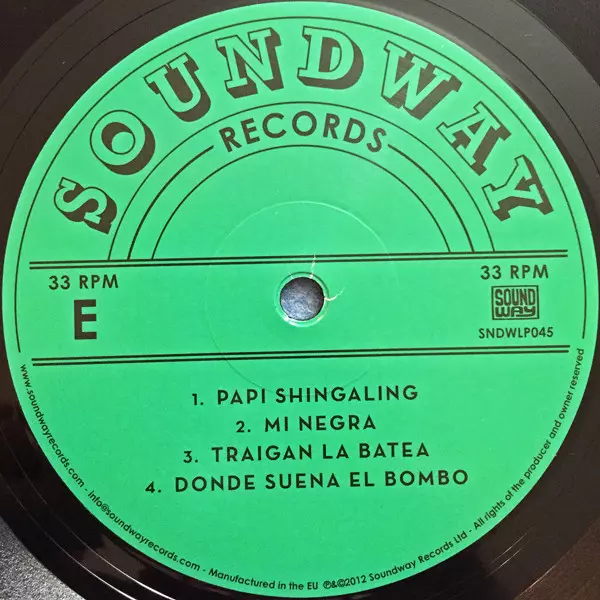 SOUNDWAY
RECORDS
33 RPM
33 RPM
E
SOUND
WAY
SNDWLP045
1. PAPI SHINGALING
2. MI NEGRA
3. TRAIGAN LA BATEA
4. DONDE SUENA EL BOMBO
www.soundwayrecords.com - info@soundwayrecords.com - Manufactured in the EU ℗&©2012 Soundway Records Ltd - All rights of the producer and owner reserved